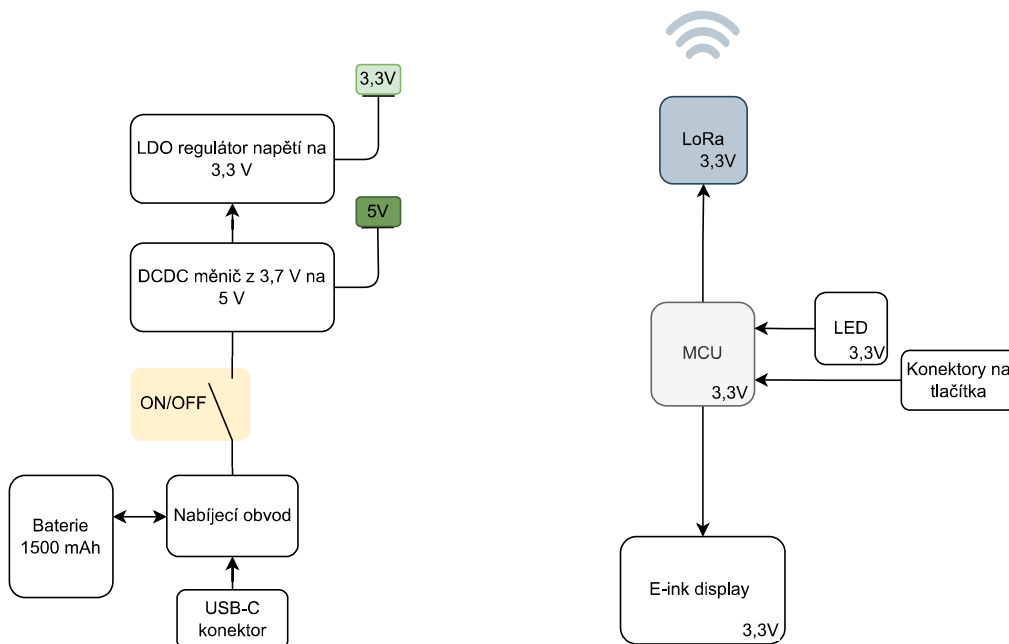 3,3V
LDO regulátor napětí na
3,3 V
5V
DCDC měnič z 3,7 V na
5 V
ON/OFF
Baterie
1500 mAh
Nabíjecí obvod
USB-C
konektor
LoRa
3,3V
MCU
3,3V
LED
3,3V
Konektory na
tlačítka
E-ink display
3,3V